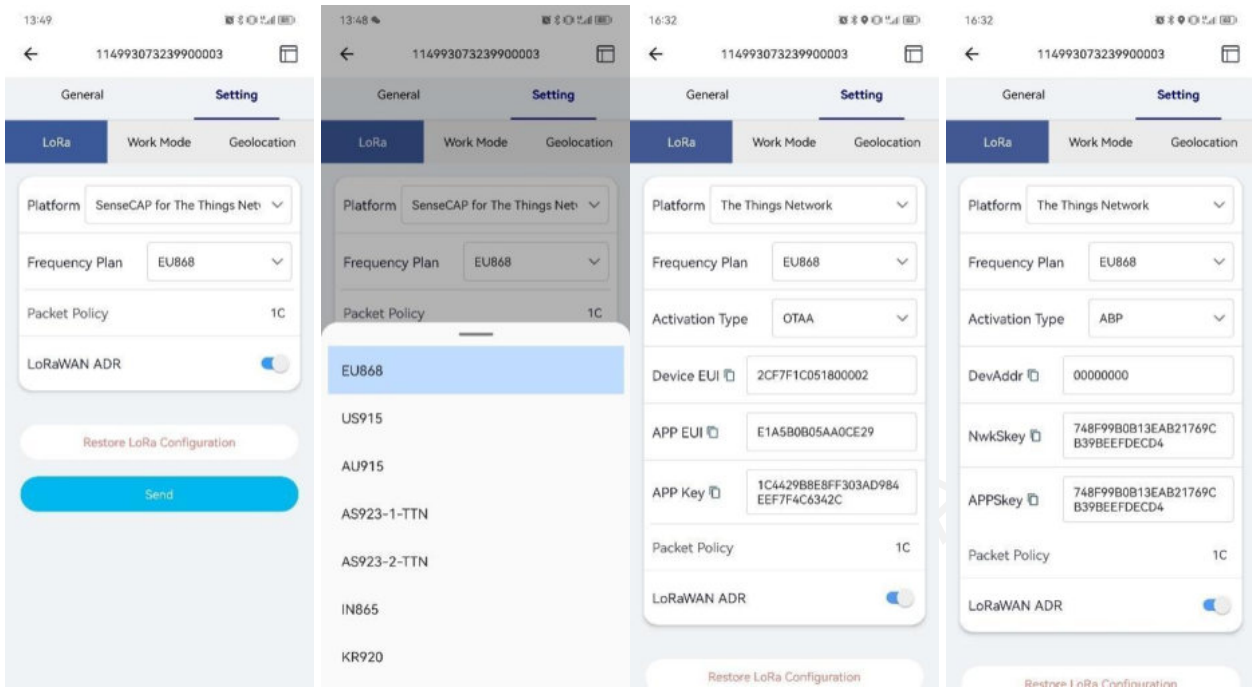 13:49
114993073239900003
General Setting
LoRa Work Mode Geolocation
Platform SenseCAP for The Things Net
Frequency Plan EU868
Packet Policy 1C
LoRaWAN ADR
Restore LoRa Configuration
Send
13:48
114993073239900003
General Setting
LoRa Work Mode Geolocation
Platform SenseCAP for The Things Net
Frequency Plan EU868
Packet Policy 1C
EU868
US915
AU915
AS923-1-TTN
AS923-2-TTN
IN865
KR920
16:32
114993073239900003
General Setting
LoRa Work Mode Geolocation
Platform The Things Network
Frequency Plan EU868
Activation Type OTAA
Device EUI 2CF7F1C051800002
APP EUI E1A5B0B05AA0CE29
APP Key 1C4429B8E8FF303AD984
EEF7F4C6342C
Packet Policy 1C
LoRaWAN ADR
Restore LoRa Configuration
16:32
114993073239900003
General Setting
LoRa Work Mode Geolocation
Platform The Things Network
Frequency Plan EU868
Activation Type ABP
DevAddr 00000000
NwkSkey 748F99B0B13EAB21769C
B39BEEFDECD4
APPSkey 748F99B0B13EAB21769C
B39BEEFDECD4
Packet Policy 1C
LoRaWAN ADR
Restore LoRa Configuration